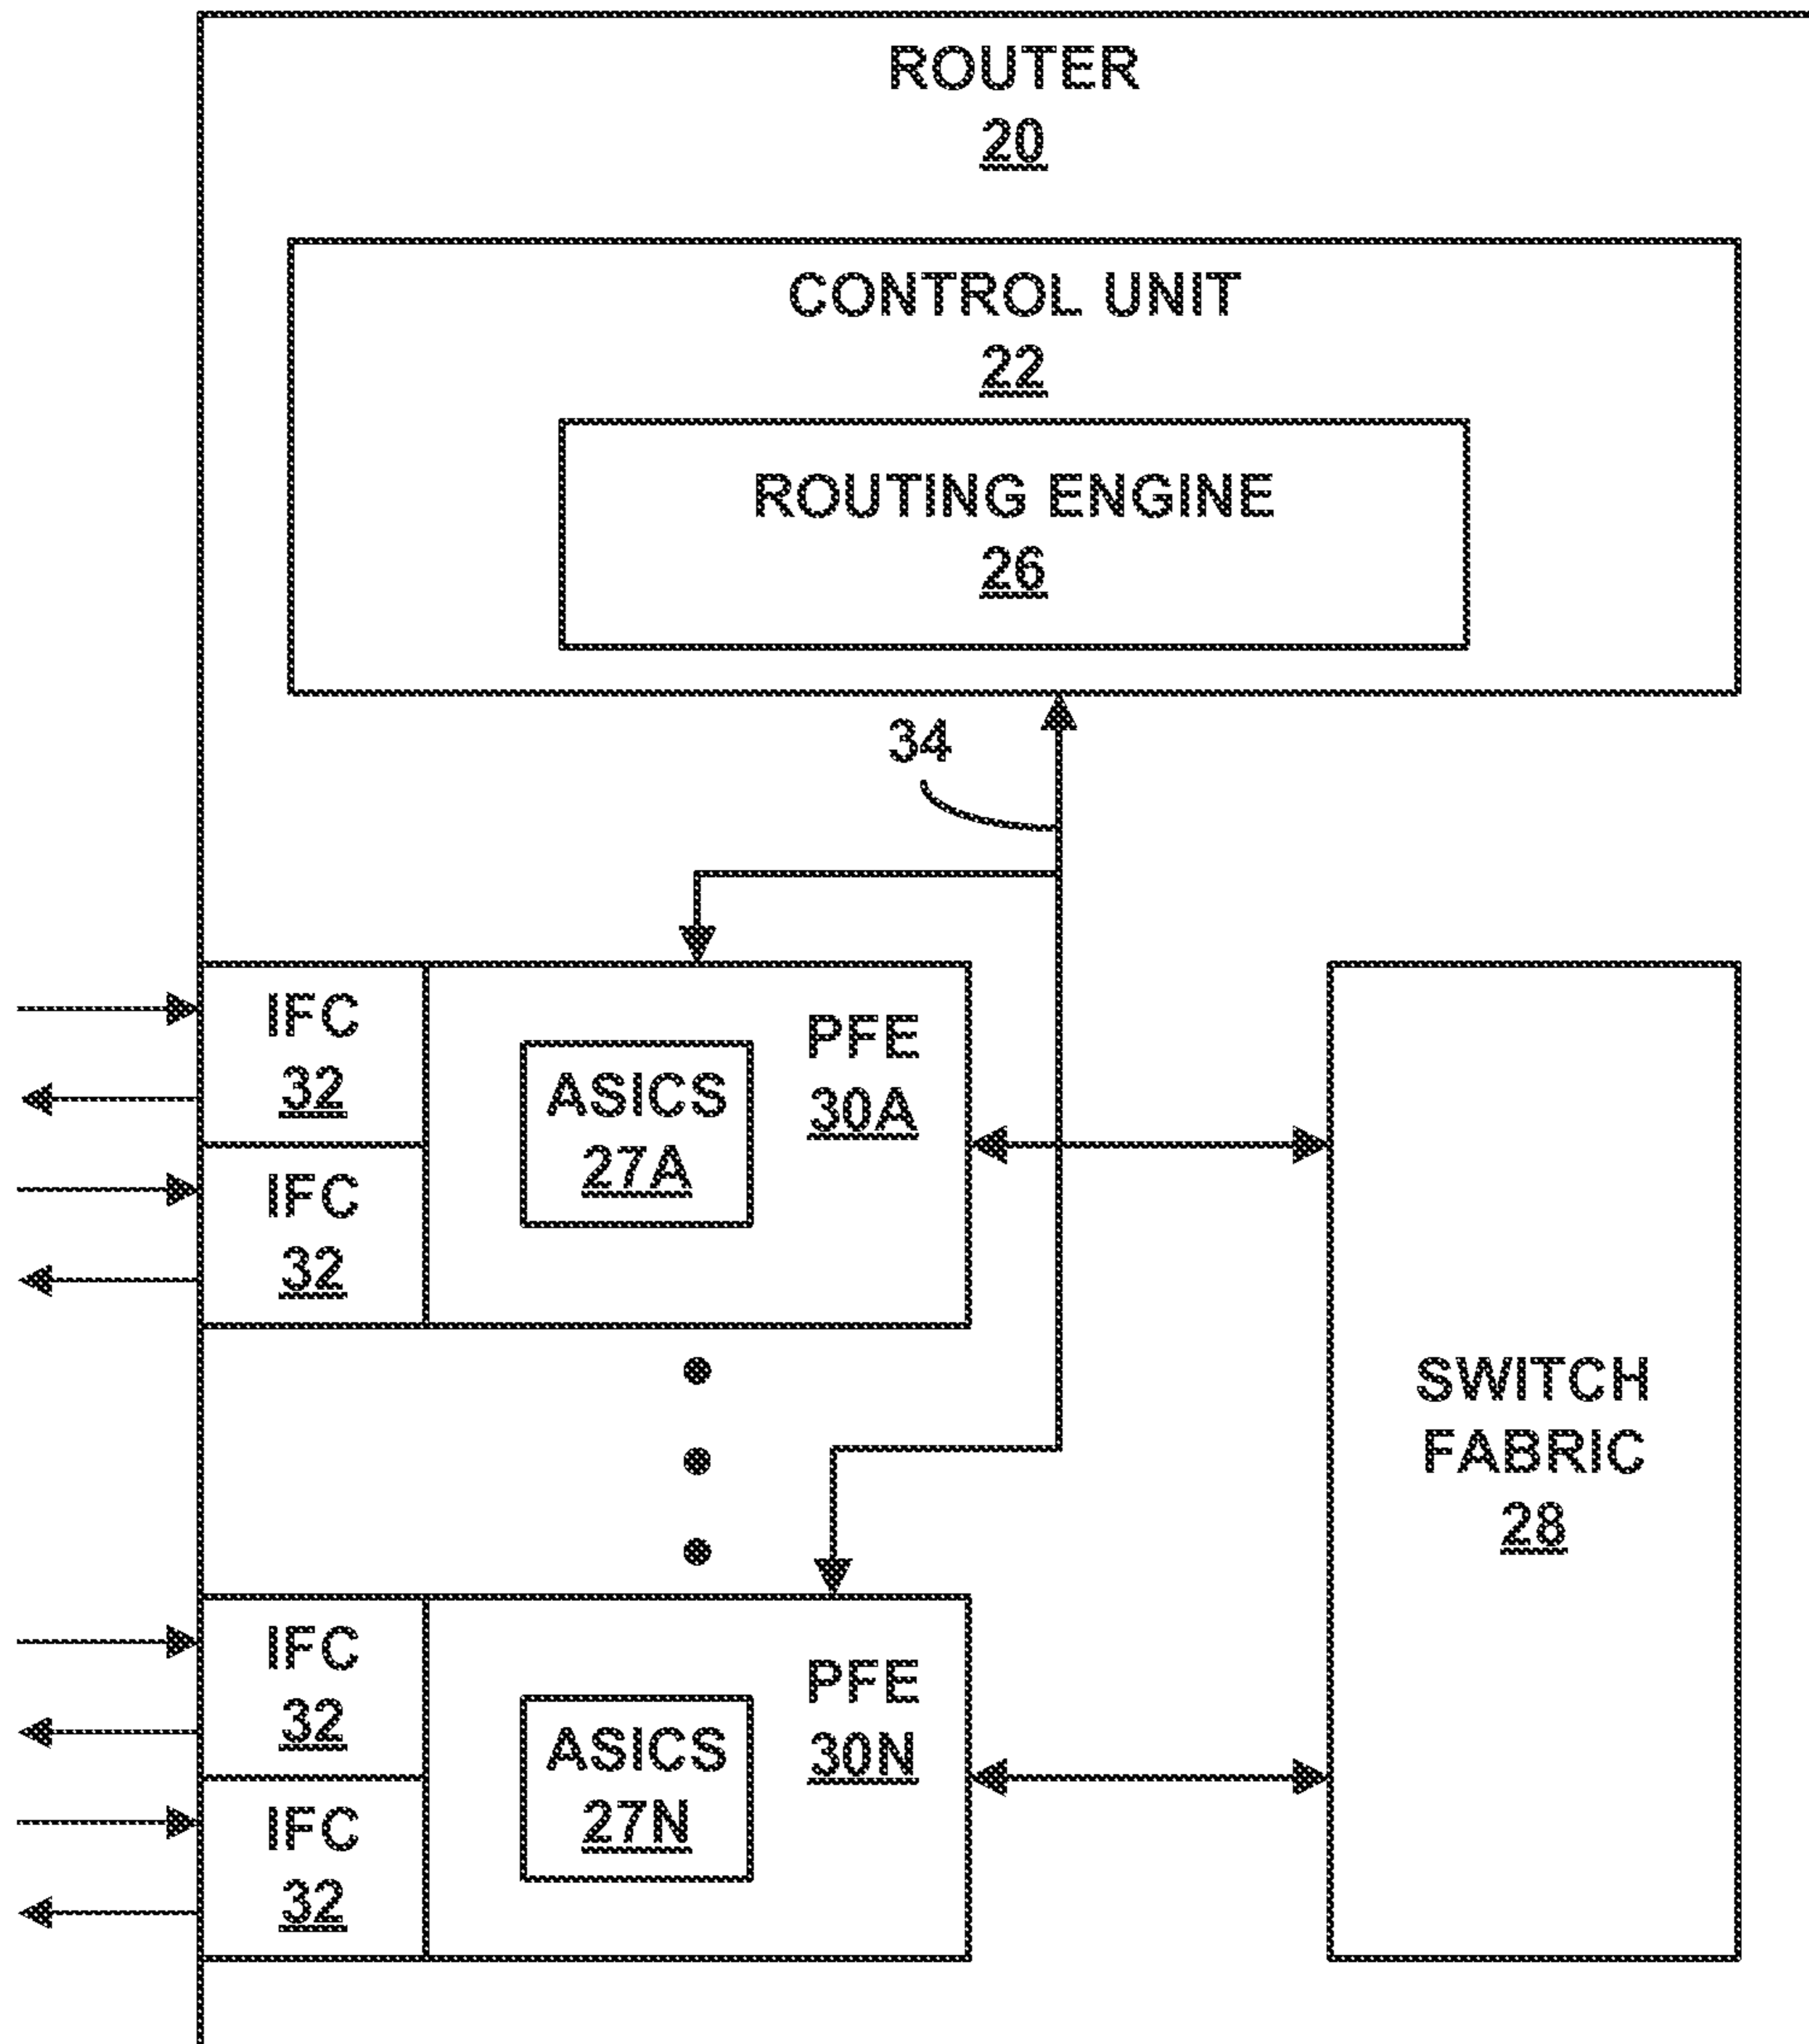 ROUTER
20
CONTROL UNIT
22
ROUTING ENGINE
26
34
IFC
32
IFC
32
ASICS
27A
PFE
30A
SWITCH
FABRIC
28
IFC
32
IFC
32
ASICS
27N
PFE
30N